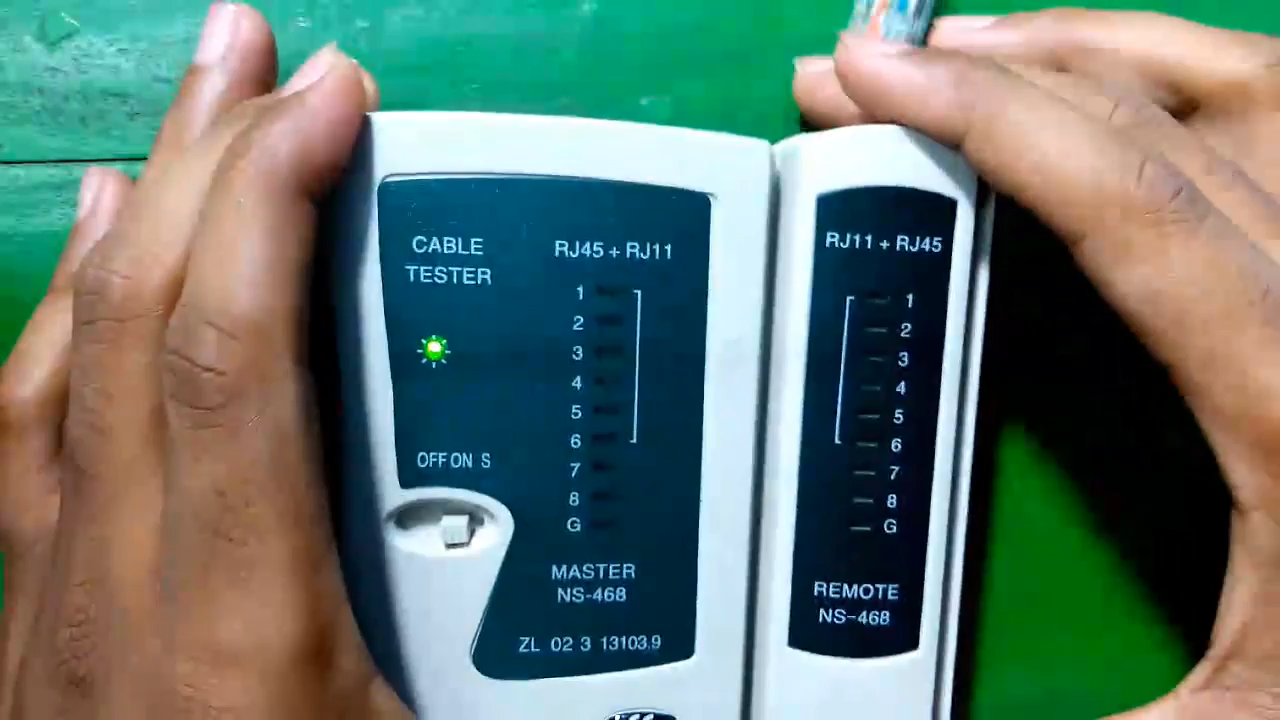 CABLE
TESTER
OFF ON S
RJ45 + RJ11
1
2
3
4
5
6
7
8
G
MASTER
NS-468
ZL 02 3 13103.9
RJ11 + RJ45
1
2
3
4
5
6
7
8
G
REMOTE
NS-468